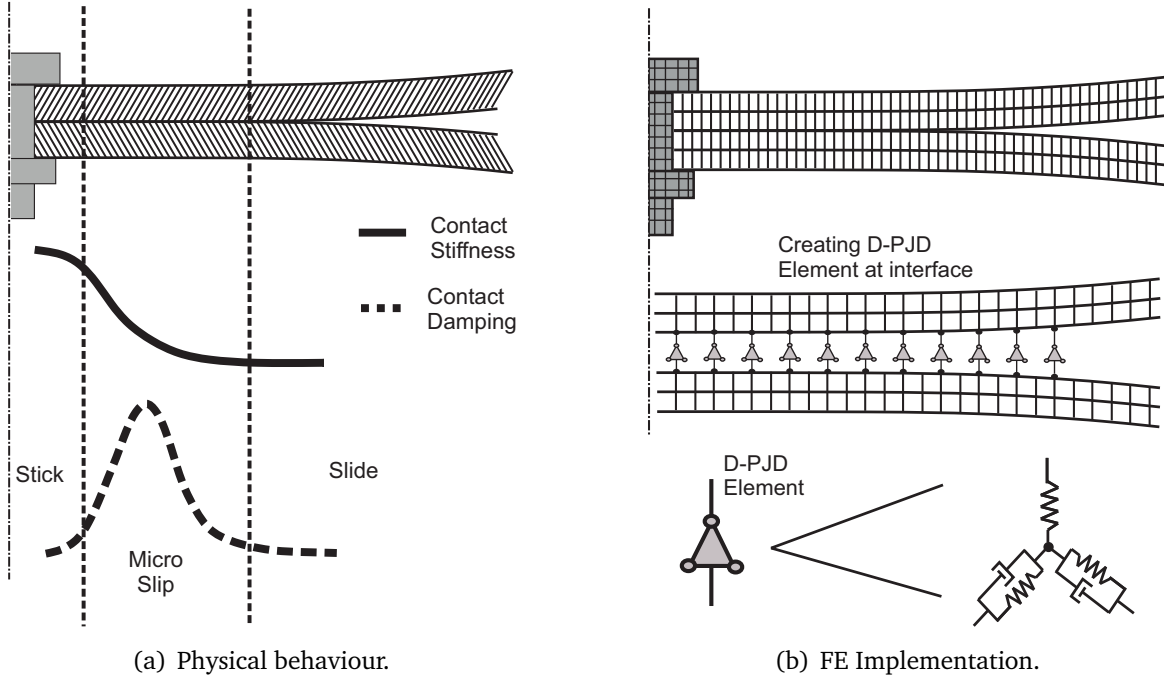 Contact
Stiffness
Contact
Damping
Stick
Slide
Micro
Slip
(a) Physical behaviour.
Creating D-PJD
Element at interface
D-PJD
Element
(b) FE Implementation.